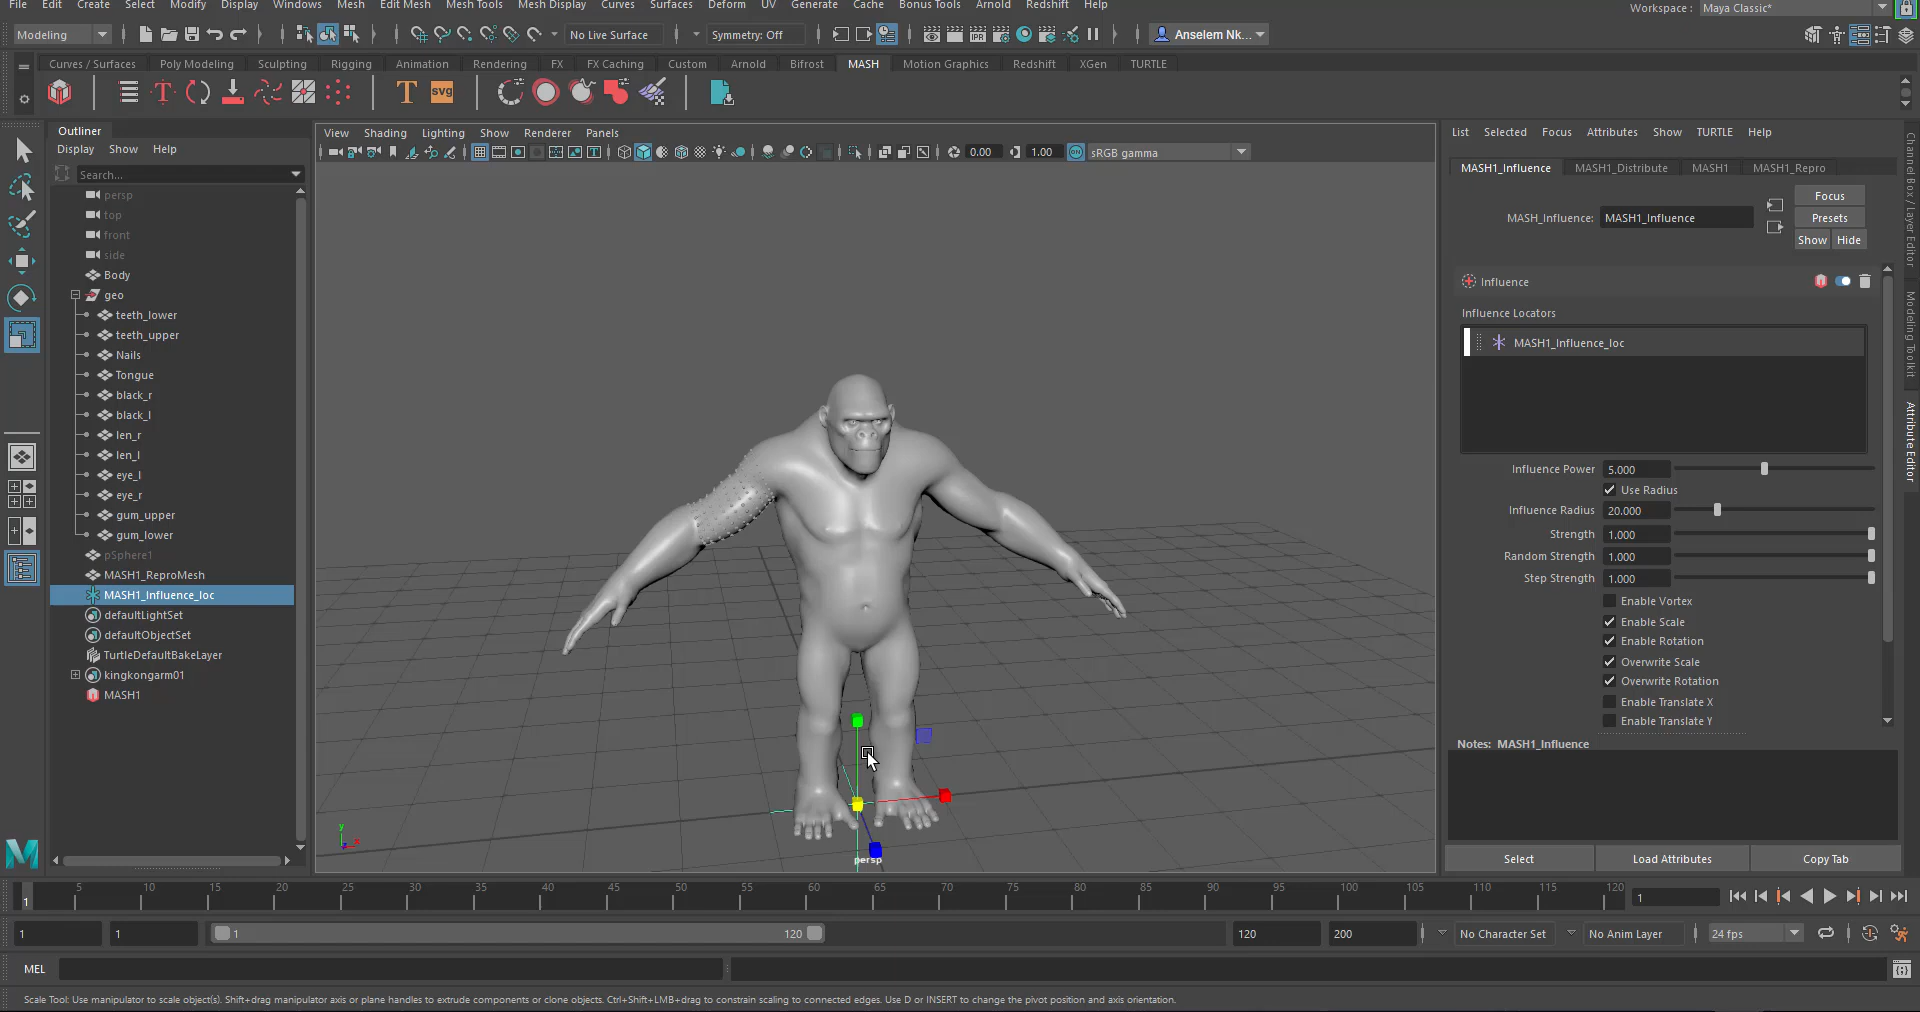 File Edit Create Select Modify Display Windows Mesh Edit Mesh Mesh Tools Mesh Display Curves Surfaces Deform UV Generate Cache Bonus Tools Arnold Redshift Help
Workspace : Maya Classic*
Modeling No Live Surface Symmetry: Off IPR Anselem Nk...
Curves / Surfaces Poly Modeling Sculpting Rigging Animation Rendering FX FX Caching Custom Arnold Bifrost MASH Motion Graphics Redshift XGen TURTLE
T T svg
Outliner
Display Show Help
Search...
persp
top
front
side
Body
geo
teeth_lower
teeth_upper
Nails
Tongue
black_r
black_l
len_r
len_l
eye_l
eye_r
gum_upper
gum_lower
pSphere1
MASH1_ReproMesh
MASH1_Influence_loc
defaultLightSet
defaultObjectSet
TurtleDefaultBakeLayer
kingkongarm01
MASH1
View Shading Lighting Show Renderer Panels
0.00 1.00 ON sRGB gamma
y
x
persp
List Selected Focus Attributes Show TURTLE Help
MASH1_Influence MASH1_Distribute MASH1 MASH1_Repro
MASH_Influence: MASH1_Influence
Focus
Presets
Show Hide
Influence
Influence Locators
MASH1_Influence_loc
Influence Power 5.000
Use Radius
Influence Radius 20.000
Strength 1.000
Random Strength 1.000
Step Strength 1.000
Enable Vortex
Enable Scale
Enable Rotation
Overwrite Scale
Overwrite Rotation
Enable Translate X
Enable Translate Y
Notes: MASH1_Influence
Select Load Attributes Copy Tab
Channel Box / Layer Editor
Modeling Toolkit
Attribute Editor
5 10 15 20 25 30 35 40 45 50 55 60 65 70 75 80 85 90 95 100 105 110 115 120
1 1
1 1 1 120 120 200 No Character Set No Anim Layer 24 fps
MEL
Scale Tool: Use manipulator to scale object(s). Shift+drag manipulator axis or plane handles to extrude components or clone objects. Ctrl+Shift+LMB+drag to constrain scaling to connected edges. Use D or INSERT to change the pivot position and axis orientation.